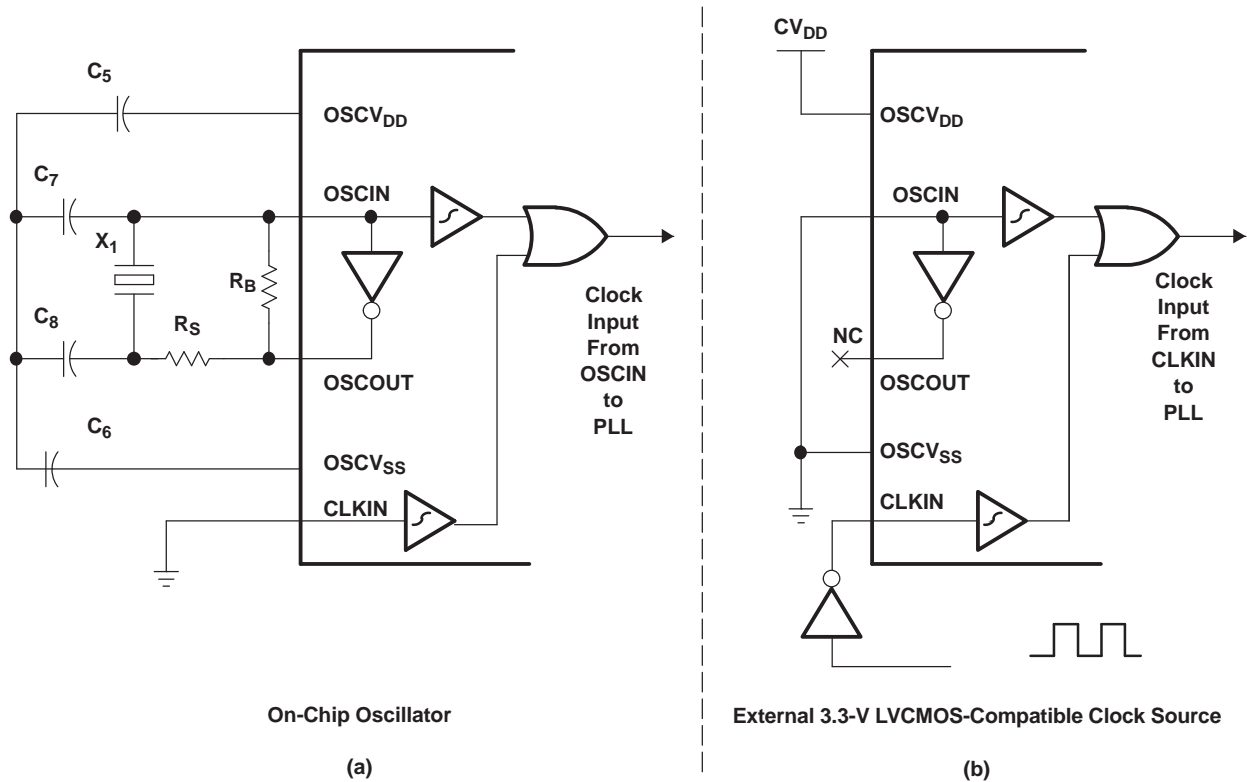 C5
OSCVDD
C7
OSCIN
X1
RB
C8
RS
OSCOUT
C6
OSCVSS
CLKIN
Clock
Input
From
OSCIN
to
PLL
On-Chip Oscillator
(a)
CVDD
OSCVDD
OSCIN
NC
OSCOUT
OSCVSS
CLKIN
Clock
Input
From
CLKIN
to
PLL
External 3.3-V LVCMOS-Compatible Clock Source
(b)